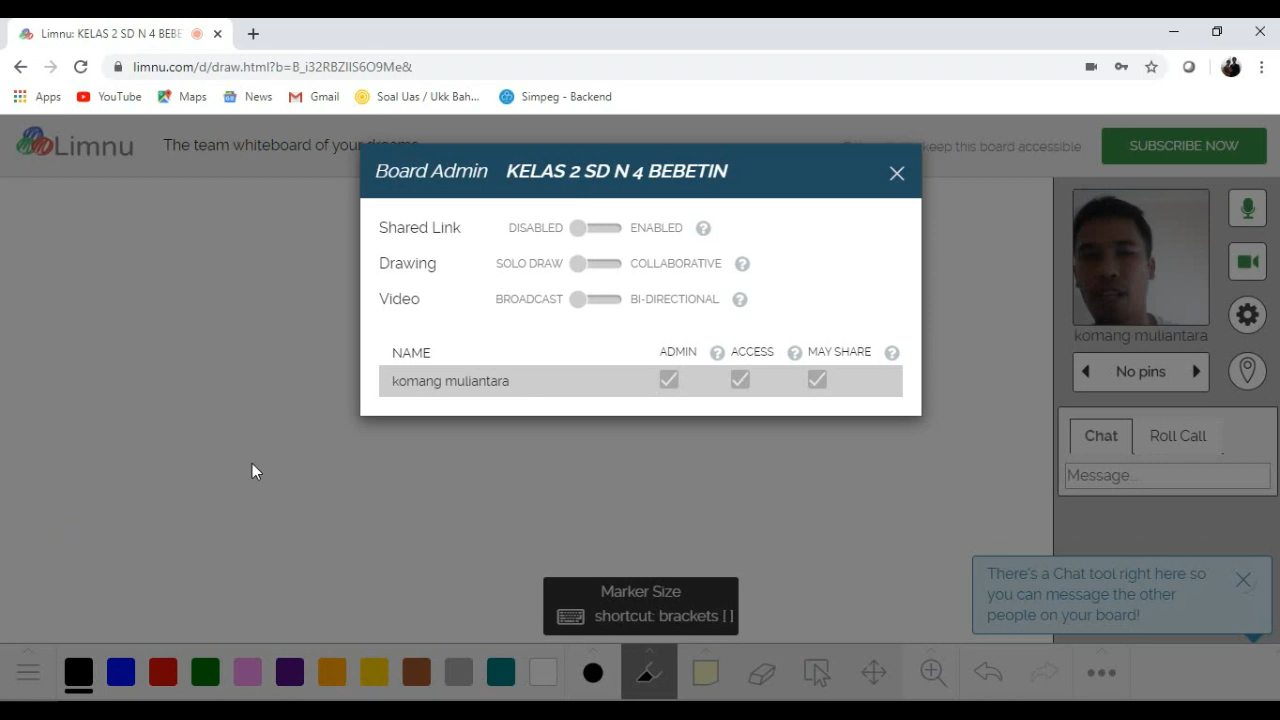 Limnu: KELAS 2 SD N 4 BEBE
limnu.com/d/draw.html?b=B_i32RBZIIS6O9Me&
Apps YouTube Maps News Gmail Soal Uas / Ukk Bah... Simpeg - Backend
Limnu The team whiteboard of your dreams keep this board accessible SUBSCRIBE NOW
Board Admin KELAS 2 SD N 4 BEBETIN
Shared Link DISABLED ENABLED ?
Drawing SOLO DRAW COLLABORATIVE ?
Video BROADCAST BI-DIRECTIONAL ?
NAME ADMIN ? ACCESS ? MAY SHARE ?
komang muliantara
komang muliantara
No pins
Chat Roll Call
Message...
There's a Chat tool right here so
you can message the other
people on your board!
Marker Size
shortcut: brackets [ ]